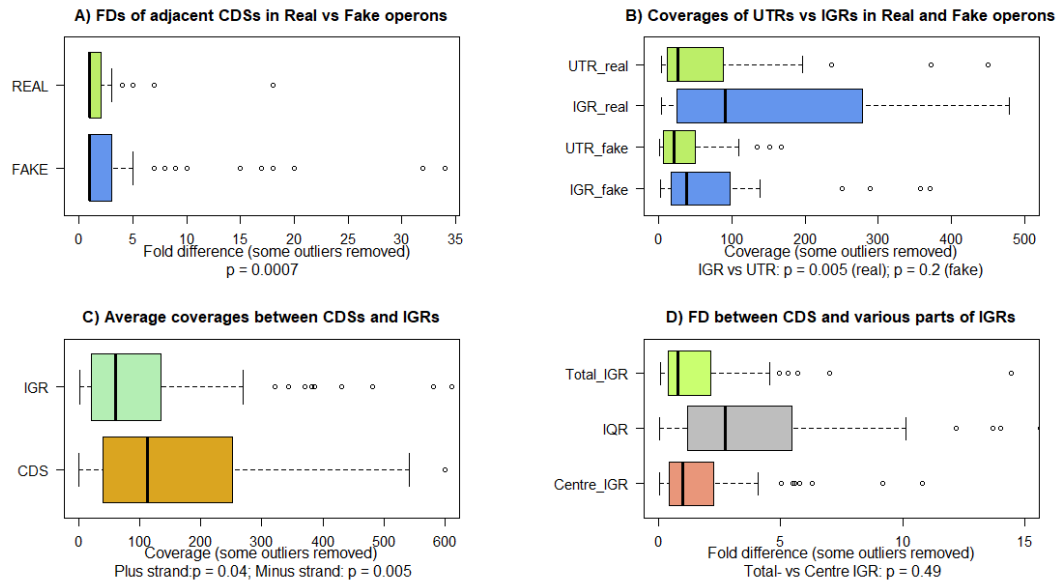 A) FDs of adjacent CDSs in Real vs Fake operons
REAL
FAKE
0 5 10 15 20 25 30 35
Fold difference (some outliers removed)
p = 0.0007
B) Coverages of UTRs vs IGRs in Real and Fake operons
UTR_real
IGR_real
UTR_fake
IGR_fake
0 100 200 300 400 500
Coverage (some outliers removed)
IGR vs UTR: p = 0.005 (real); p = 0.2 (fake)
C) Average coverages between CDSs and IGRs
IGR
CDS
0 100 200 300 400 500 600
Coverage (some outliers removed)
Plus strand:p = 0.04; Minus strand: p = 0.005
D) FD between CDS and various parts of IGRs
Total_IGR
IQR
Centre_IGR
0 5 10 15
Fold difference (some outliers removed)
Total- vs Centre IGR: p = 0.49